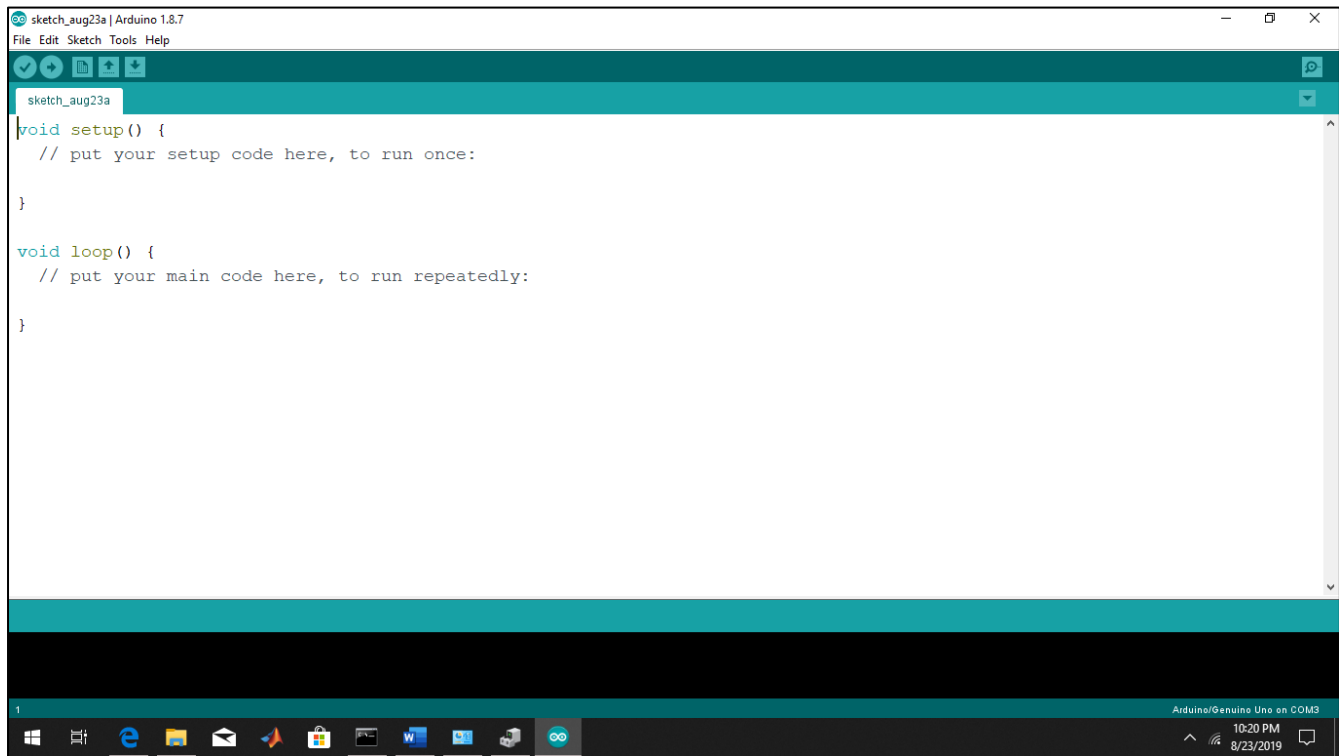 sketch_aug23a | Arduino 1.8.7
File Edit Sketch Tools Help
sketch_aug23a
void setup() {
  // put your setup code here, to run once:
}
void loop() {
  // put your main code here, to run repeatedly:
}
1
Arduino/Genuino Uno on COM3
10:20 PM
8/23/2019